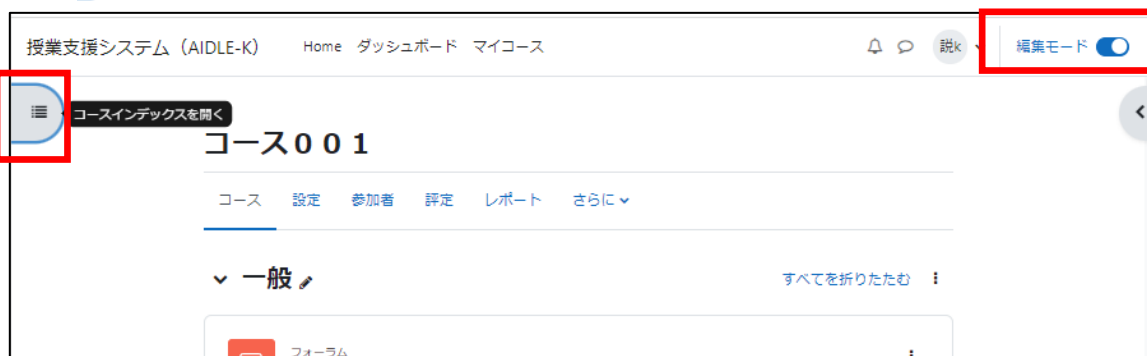 授業支援システム（AIDLE-K） Home ダッシュボード マイコース 説k 編集モード
コースインデックスを開く
コース００１
コース 設定 参加者 評定 レポート さらに
一般 すべてを折りたたむ
フォーラム